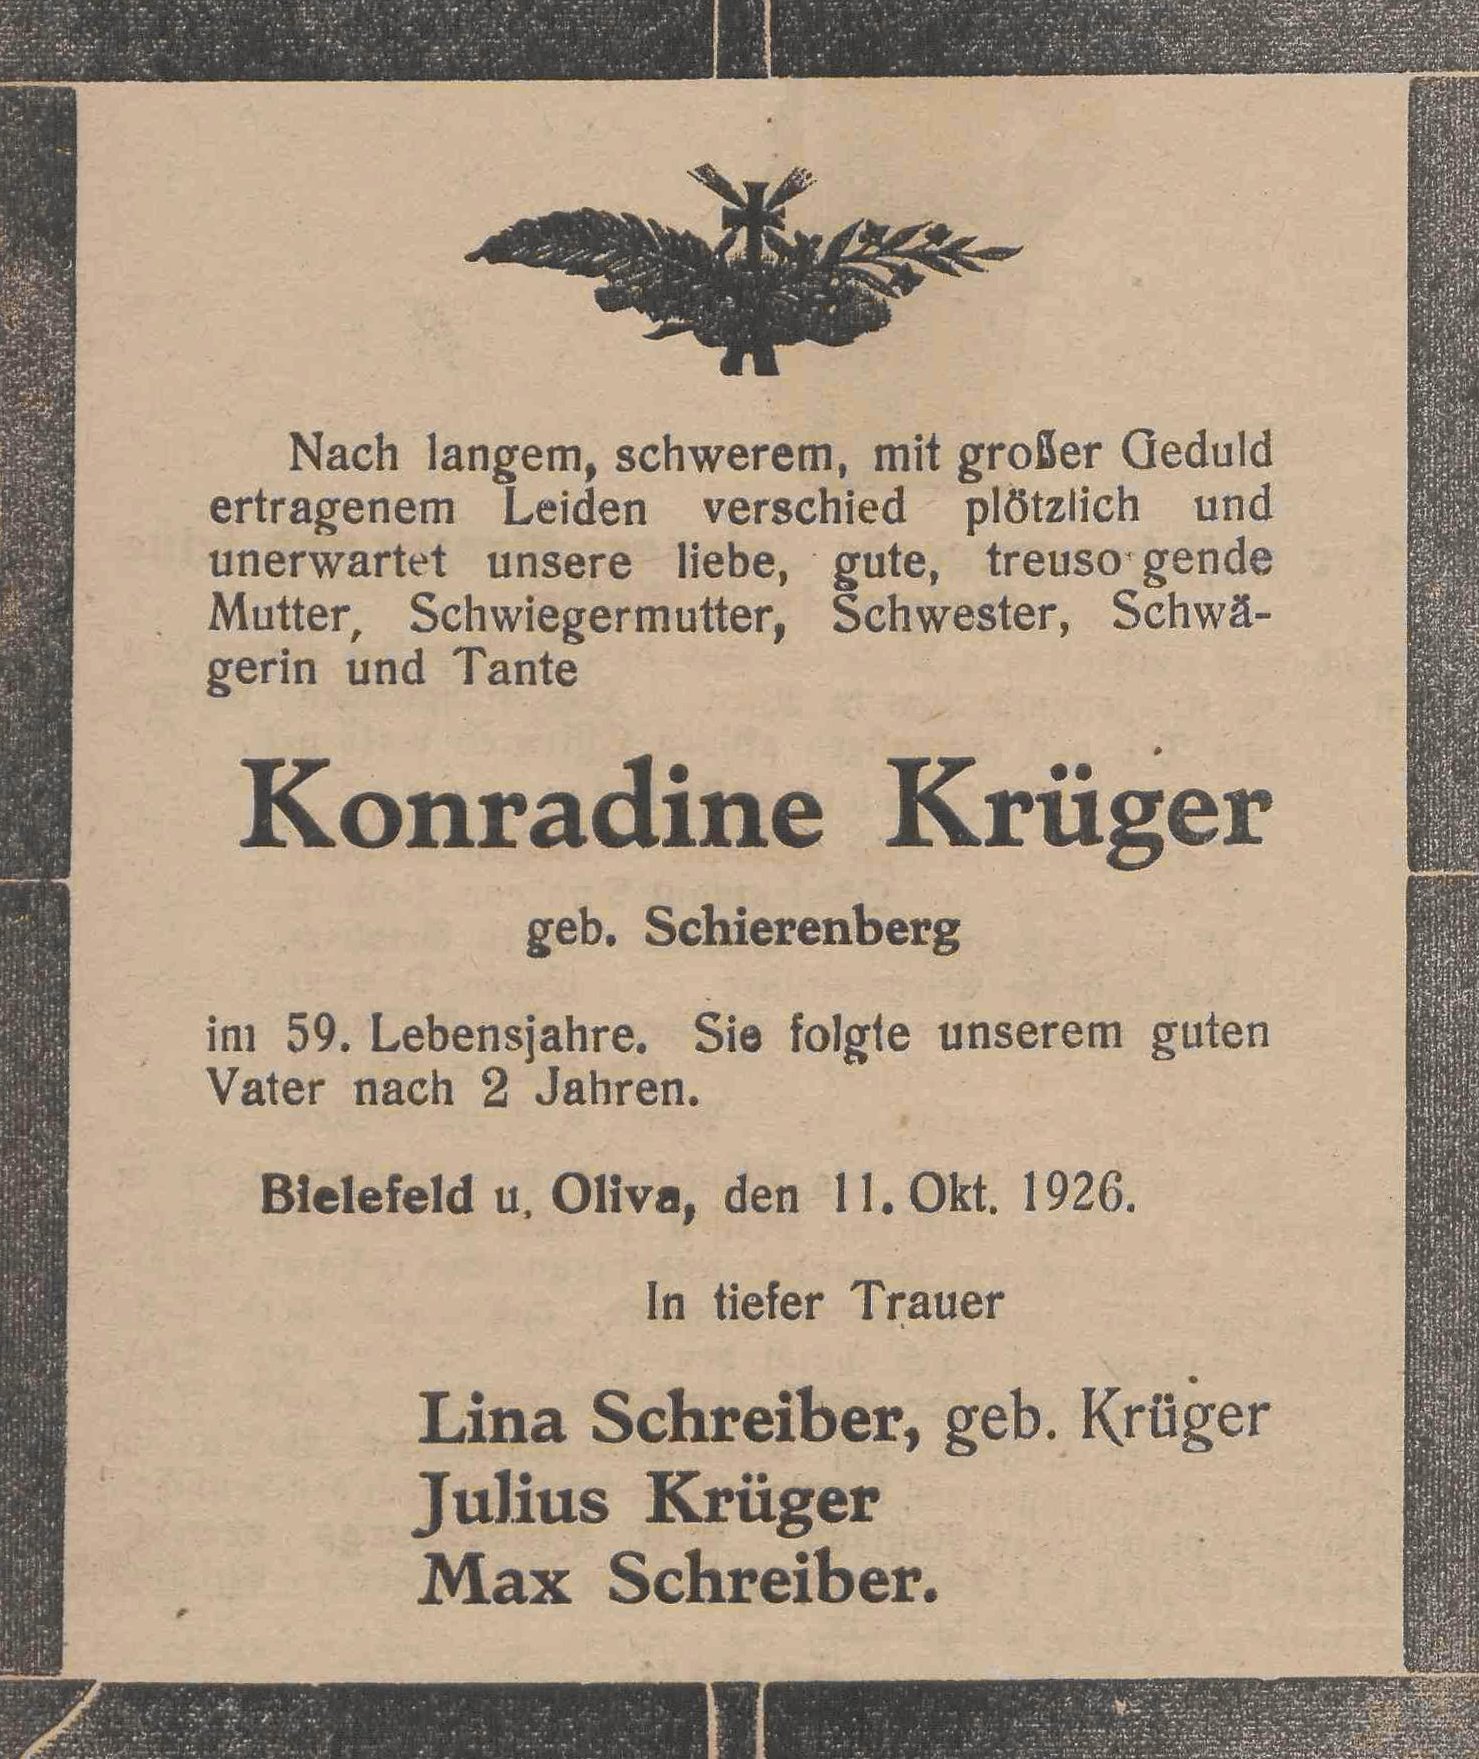 Nach langem, schwerem, mit großer Geduld
ertragenem Leiden verschied plötzlich und
unerwartet unsere liebe, gute, treuso gende
Mutter, Schwiegermutter, Schwester, Schwä-
gerin und Tante
Konradine Krüger
geb. Schierenberg
im 59. Lebensjahre. Sie folgte unserem guten
Vater nach 2 Jahren.
Bielefeld u. Oliva, den 11. Okt. 1926.
In tiefer Trauer
Lina Schreiber, geb. Krüger
Julius Krüger
Max Schreiber.